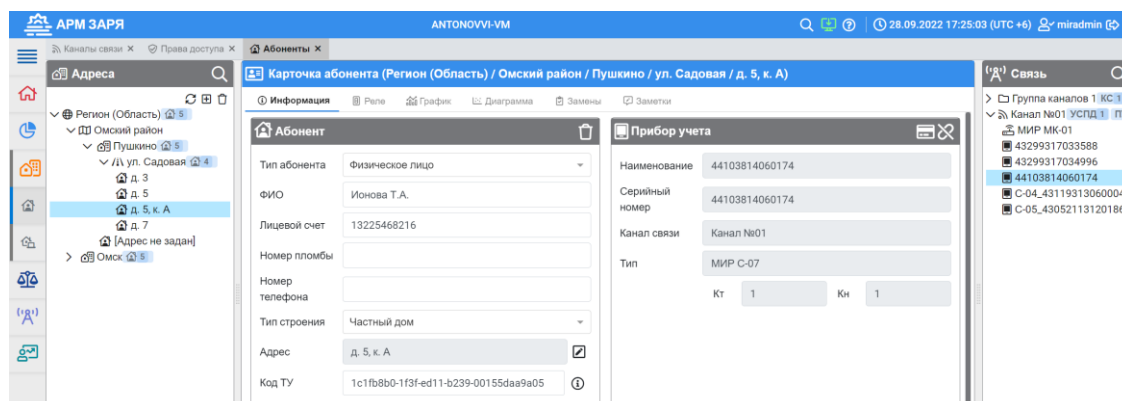 АРМ ЗАРЯ ANTONOVVI-VM 28.09.2022 17:25:03 (UTC +6) miradmin
Каналы связи × Права доступа × Абоненты ×
Адреса
Регион (Область) 5
Омский район
Пушкино 5
ул. Садовая 4
д. 3
д. 5
д. 5, к. А
д. 7
[Адрес не задан]
Омск 5
Карточка абонента (Регион (Область) / Омский район / Пушкино / ул. Садовая / д. 5, к. А)
Информация Реле График Диаграмма Замены Заметки
Абонент
Тип абонента Физическое лицо
ФИО Ионова Т.А.
Лицевой счет 13225468216
Номер пломбы
Номер
телефона
Тип строения Частный дом
Адрес д. 5, к. А
Код ТУ 1c1fb8b0-1f3f-ed11-b239-00155daa9a05
Прибор учета
Наименование 44103814060174
Серийный
номер 44103814060174
Канал связи Канал №01
Тип МИР С-07
Кт 1 Кн 1
Связь
Группа каналов 1 КС 1
Канал №01 УСПД 1
МИР МК-01
43299317033588
43299317034996
44103814060174
C-04_43119313060004
C-05_43052113120186